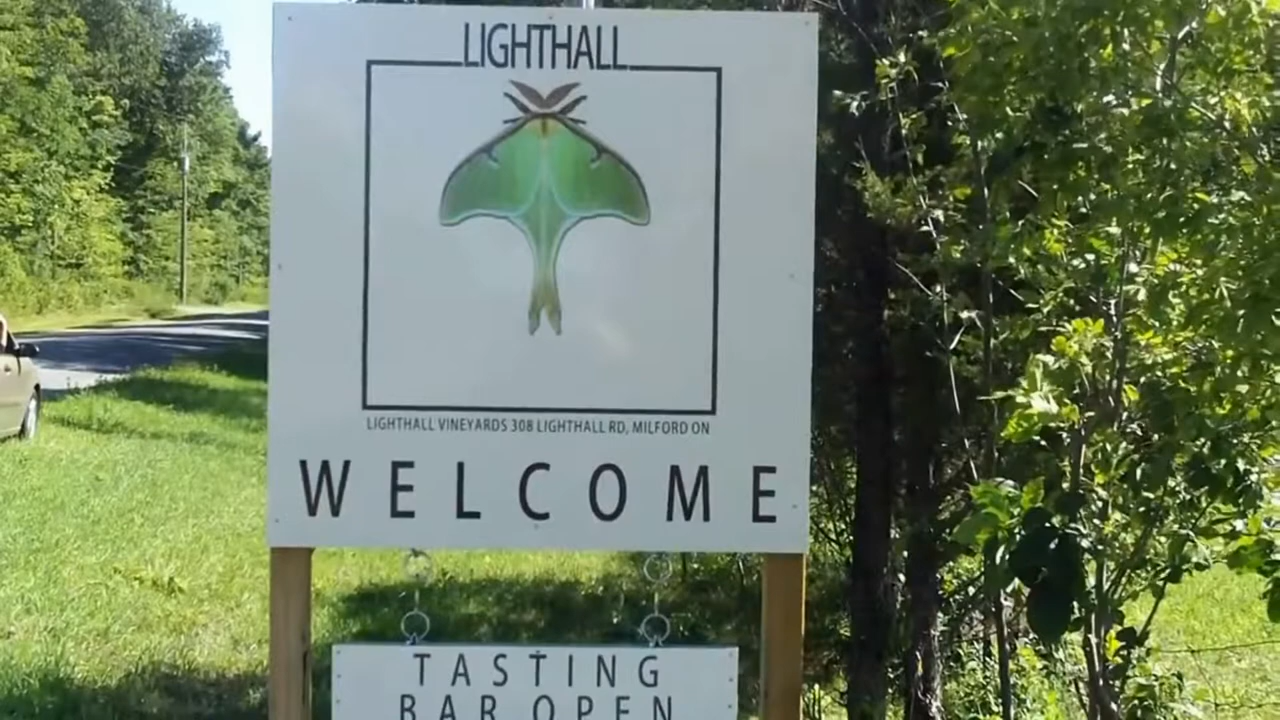 LIGHTHALL
LIGHTHALL VINEYARDS 308 LIGHTHALL RD, MILFORD ON
WELCOME
TASTING
BAR OPEN